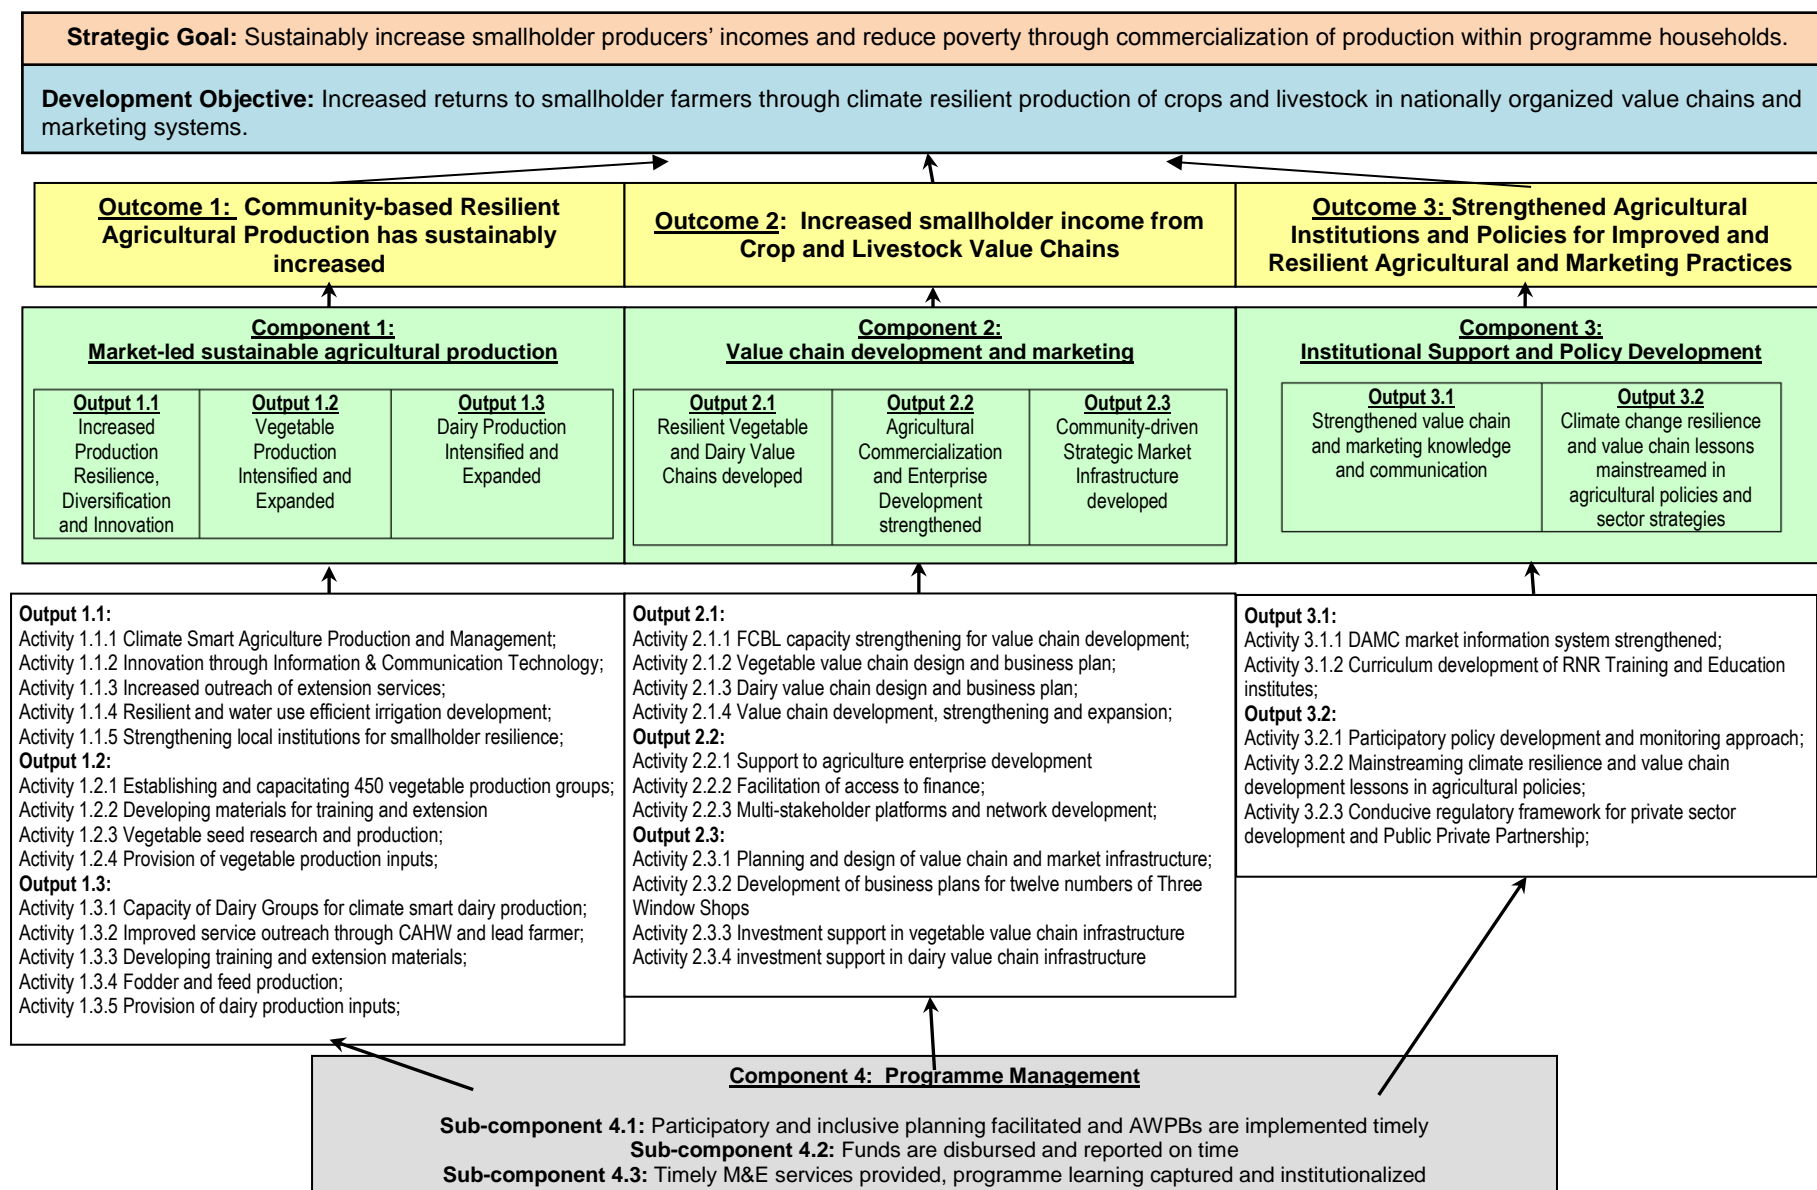 Strategic Goal: Sustainably increase smallholder producers’ incomes and reduce poverty through commercialization of production within programme households.
Development Objective: Increased returns to smallholder farmers through climate resilient production of crops and livestock in nationally organized value chains and
marketing systems.
Outcome 1: Community-based Resilient
Agricultural Production has sustainably
increased
Outcome 2: Increased smallholder income from
Crop and Livestock Value Chains
Outcome 3: Strengthened Agricultural
Institutions and Policies for Improved and
Resilient Agricultural and Marketing Practices
Component 1:
Market-led sustainable agricultural production
Output 1.1
Increased
Production
Resilience,
Diversification
and Innovation
Output 1.2
Vegetable
Production
Intensified and
Expanded
Output 1.3
Dairy Production
Intensified and
Expanded
Component 2:
Value chain development and marketing
Output 2.1
Resilient Vegetable
and Dairy Value
Chains developed
Output 2.2
Agricultural
Commercialization
and Enterprise
Development
strengthened
Output 2.3
Community-driven
Strategic Market
Infrastructure
developed
Component 3:
Institutional Support and Policy Development
Output 3.1
Strengthened value chain
and marketing knowledge
and communication
Output 3.2
Climate change resilience
and value chain lessons
mainstreamed in
agricultural policies and
sector strategies
Output 1.1:
Activity 1.1.1 Climate Smart Agriculture Production and Management;
Activity 1.1.2 Innovation through Information & Communication Technology;
Activity 1.1.3 Increased outreach of extension services;
Activity 1.1.4 Resilient and water use efficient irrigation development;
Activity 1.1.5 Strengthening local institutions for smallholder resilience;
Output 1.2:
Activity 1.2.1 Establishing and capacitating 450 vegetable production groups;
Activity 1.2.2 Developing materials for training and extension
Activity 1.2.3 Vegetable seed research and production;
Activity 1.2.4 Provision of vegetable production inputs;
Output 1.3:
Activity 1.3.1 Capacity of Dairy Groups for climate smart dairy production;
Activity 1.3.2 Improved service outreach through CAHW and lead farmer;
Activity 1.3.3 Developing training and extension materials;
Activity 1.3.4 Fodder and feed production;
Activity 1.3.5 Provision of dairy production inputs;
Output 2.1:
Activity 2.1.1 FCBL capacity strengthening for value chain development;
Activity 2.1.2 Vegetable value chain design and business plan;
Activity 2.1.3 Dairy value chain design and business plan;
Activity 2.1.4 Value chain development, strengthening and expansion;
Output 2.2:
Activity 2.2.1 Support to agriculture enterprise development
Activity 2.2.2 Facilitation of access to finance;
Activity 2.2.3 Multi-stakeholder platforms and network development;
Output 2.3:
Activity 2.3.1 Planning and design of value chain and market infrastructure;
Activity 2.3.2 Development of business plans for twelve numbers of Three
Window Shops
Activity 2.3.3 Investment support in vegetable value chain infrastructure
Activity 2.3.4 investment support in dairy value chain infrastructure
Output 3.1:
Activity 3.1.1 DAMC market information system strengthened;
Activity 3.1.2 Curriculum development of RNR Training and Education
institutes;
Output 3.2:
Activity 3.2.1 Participatory policy development and monitoring approach;
Activity 3.2.2 Mainstreaming climate resilience and value chain
development lessons in agricultural policies;
Activity 3.2.3 Conducive regulatory framework for private sector
development and Public Private Partnership;
Component 4: Programme Management
Sub-component 4.1: Participatory and inclusive planning facilitated and AWPBs are implemented timely
Sub-component 4.2: Funds are disbursed and reported on time
Sub-component 4.3: Timely M&E services provided, programme learning captured and institutionalized